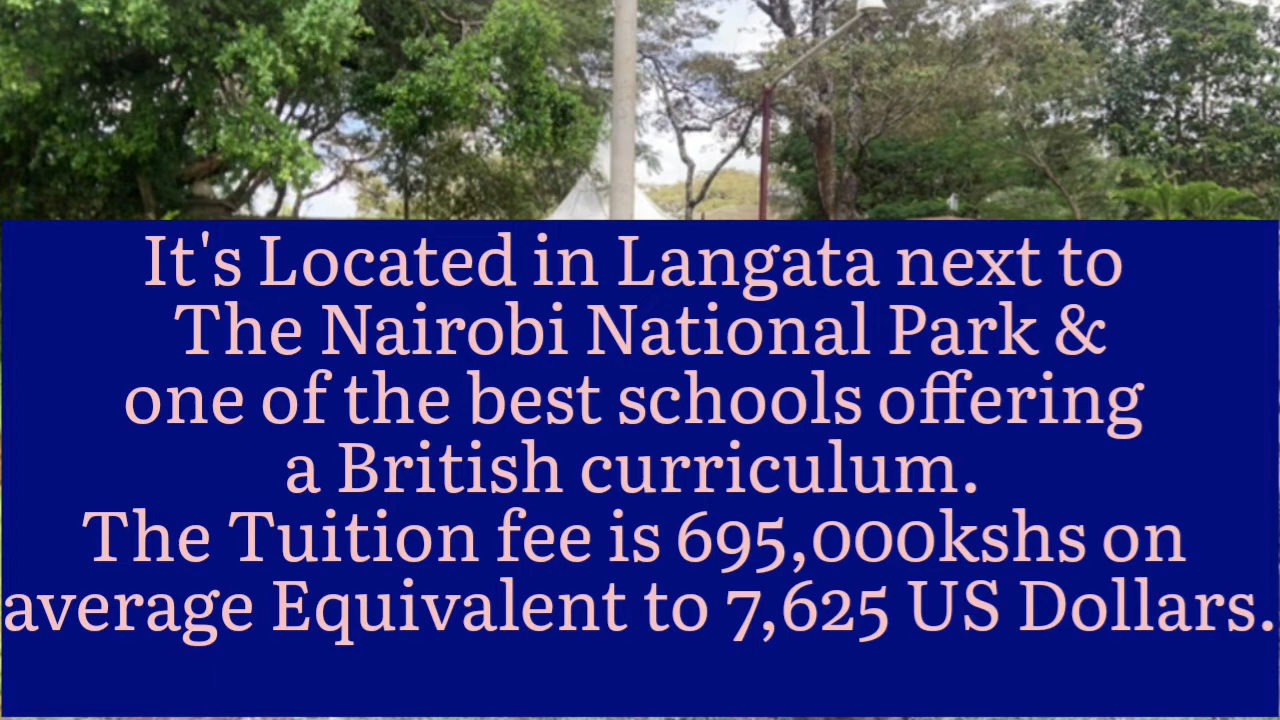 It's Located in Langata next to
The Nairobi National Park &
one of the best schools offering
a British curriculum.
The Tuition fee is 695,000kshs on
average Equivalent to 7,625 US Dollars.